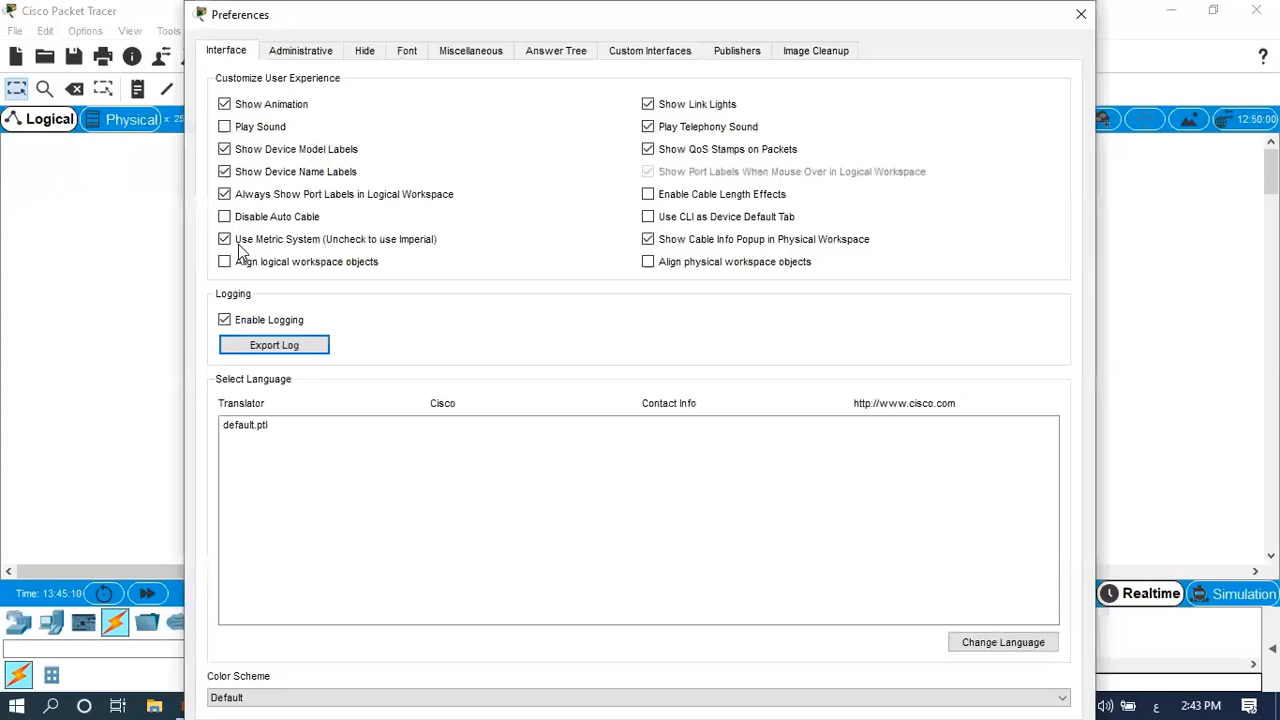 Cisco Packet Tracer
Preferences
File Edit Options View Tools
Interface Administrative Hide Font Miscellaneous Answer Tree Custom Interfaces Publishers Image Cleanup
Customize User Experience
Show Animation
Show Link Lights
Play Sound
Play Telephony Sound
Show Device Model Labels
Show QoS Stamps on Packets
Show Device Name Labels
Show Port Labels When Mouse Over in Logical Workspace
Always Show Port Labels in Logical Workspace
Enable Cable Length Effects
Disable Auto Cable
Use CLI as Device Default Tab
Use Metric System (Uncheck to use Imperial)
Show Cable Info Popup in Physical Workspace
Align logical workspace objects
Align physical workspace objects
Logical Physical x: 25
12:50:00
Logging
Enable Logging
Export Log
Select Language
Translator Cisco Contact Info http://www.cisco.com
default.ptl
Change Language
Color Scheme
Default
Time: 13:45:10
Realtime Simulation
ع 2:43 PM